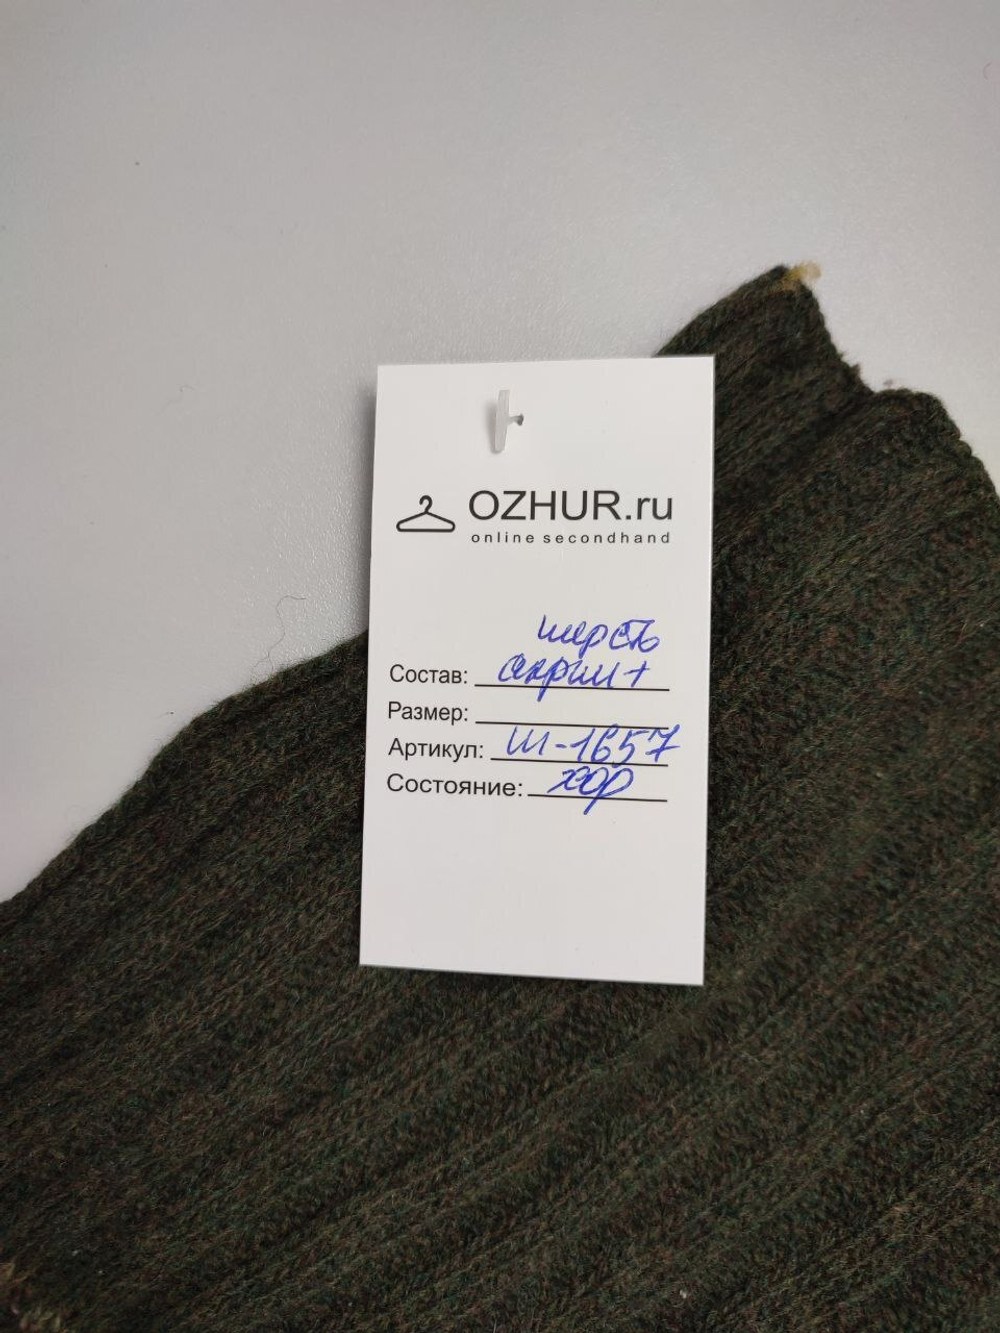 OZHUR.ru
online secondhand
шерсть
Состав: акрил +
Размер:
Артикул: Ш-1657
Состояние: хор